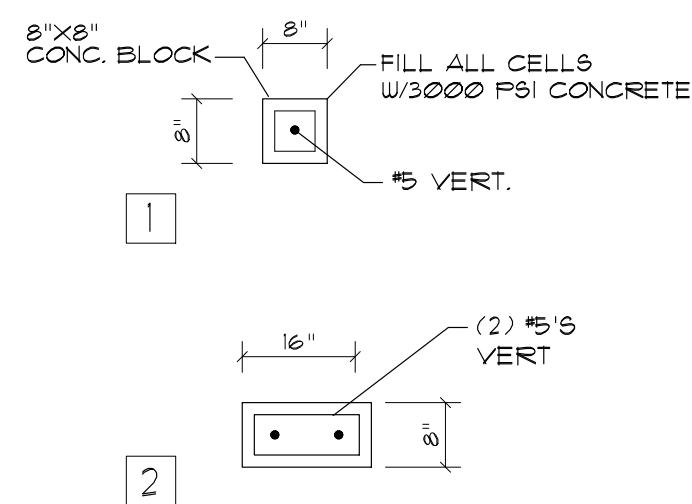 8"X8"
CONC. BLOCK
8"
FILL ALL CELLS
W/3000 PSI CONCRETE
8"
#5 VERT.
1
16"
(2) #5'S
VERT
8"
2